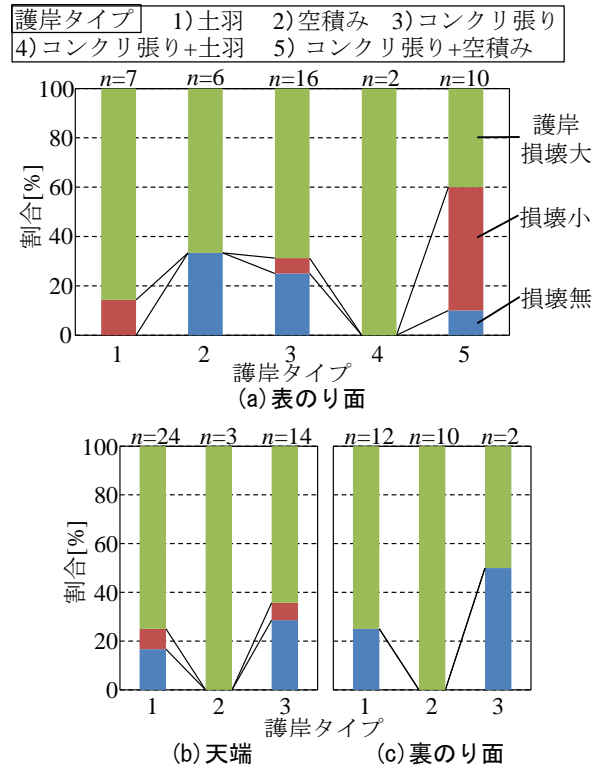 護岸タイプ 1)土羽 2)空積み 3)コンクリ張り
4)コンクリ張り+土羽 5)コンクリ張り+空積み
n=7 n=6 n=16 n=2 n=10
100
80
60
40
20
0
割合[%]
護岸
損壊大
損壊小
損壊無
1 2 3 4 5
護岸タイプ
(a)表のり面
n=24 n=3 n=14 n=12 n=10 n=2
100
80
60
40
20
0
割合[%]
1 2 3 1 2 3
護岸タイプ
(b)天端 (c)裏のり面